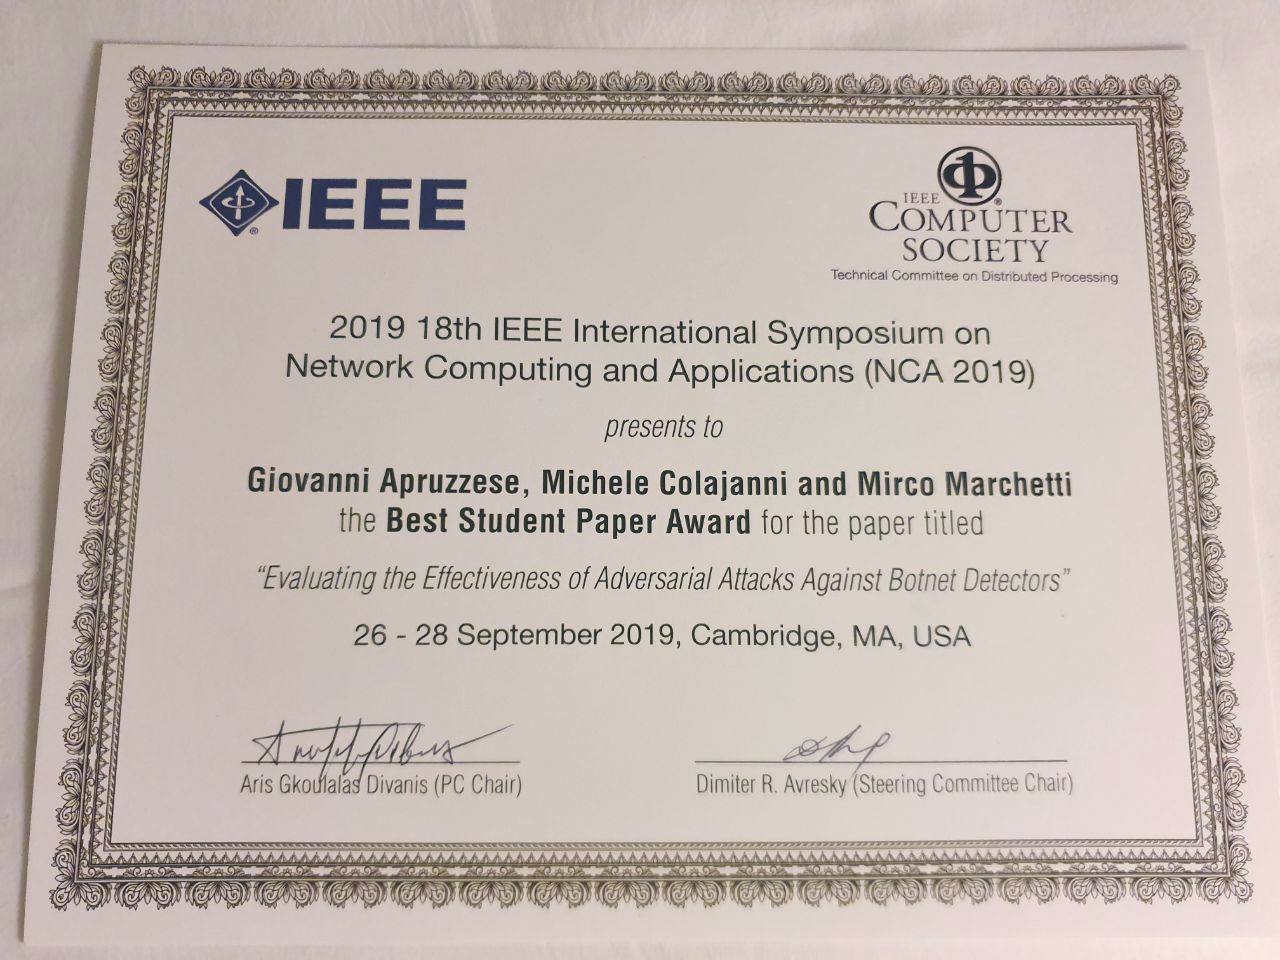 IEEE
IEEE
COMPUTER
SOCIETY
Technical Committee on Distributed Processing
2019 18th IEEE International Symposium on
Network Computing and Applications (NCA 2019)
presents to
Giovanni Apruzzese, Michele Colajanni and Mirco Marchetti
the Best Student Paper Award for the paper titled
“Evaluating the Effectiveness of Adversarial Attacks Against Botnet Detectors”
26 - 28 September 2019, Cambridge, MA, USA
Aris Gkoulalas Divanis (PC Chair)
Dimiter R. Avresky (Steering Committee Chair)